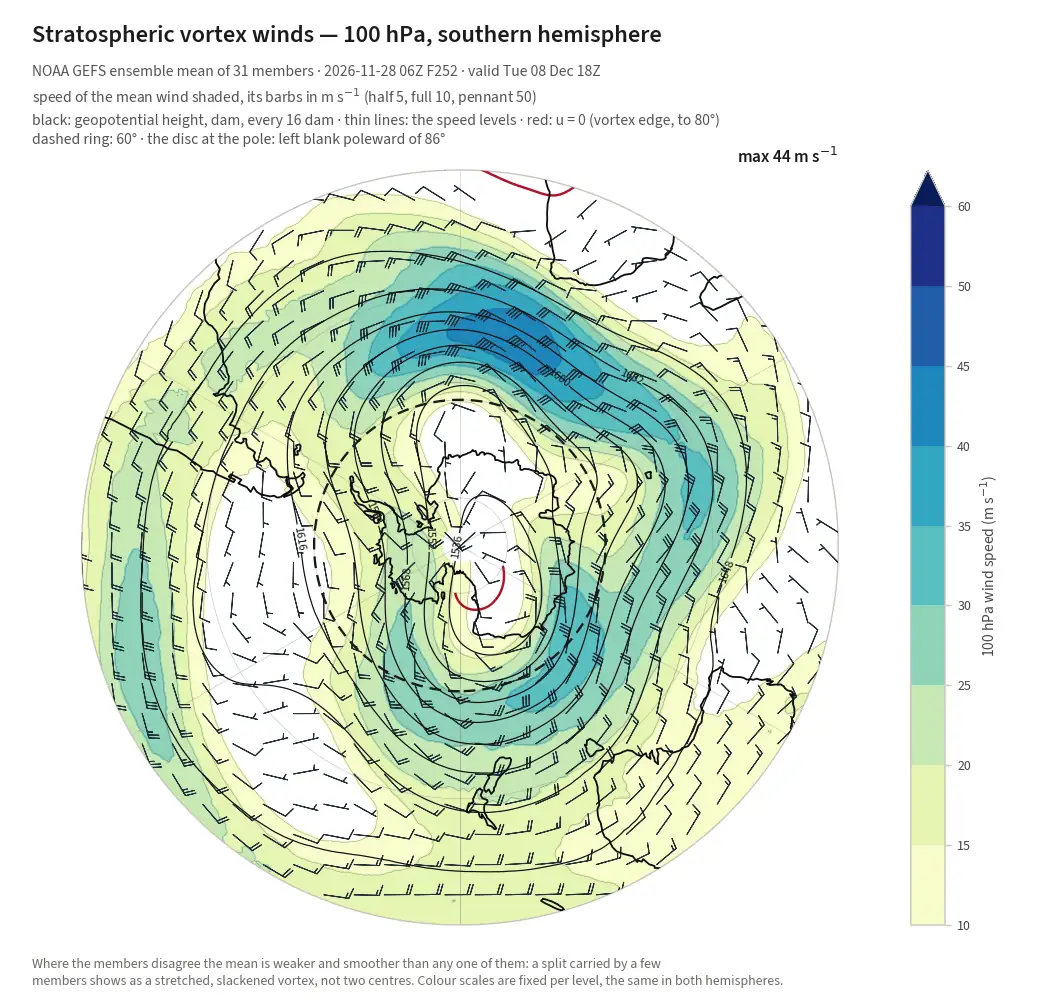 Stratospheric vortex winds — 100 hPa, southern hemisphere
NOAA GEFS ensemble mean of 31 members · 2026-11-28 06Z F252 · valid Tue 08 Dec 18Z
speed of the mean wind shaded, its barbs in m s⁻¹ (half 5, full 10, pennant 50)
black: geopotential height, dam, every 16 dam · thin lines: the speed levels · red: u = 0 (vortex edge, to 80°)
dashed ring: 60° · the disc at the pole: left blank poleward of 86°
max 44 m s⁻¹
60
50
45
40
35
30
25
20
15
10
100 hPa wind speed (m s⁻¹)
1616
1536
1568
Where the members disagree the mean is weaker and smoother than any one of them: a split carried by a few
members shows as a stretched, slackened vortex, not two centres. Colour scales are fixed per level, the same in both hemispheres.